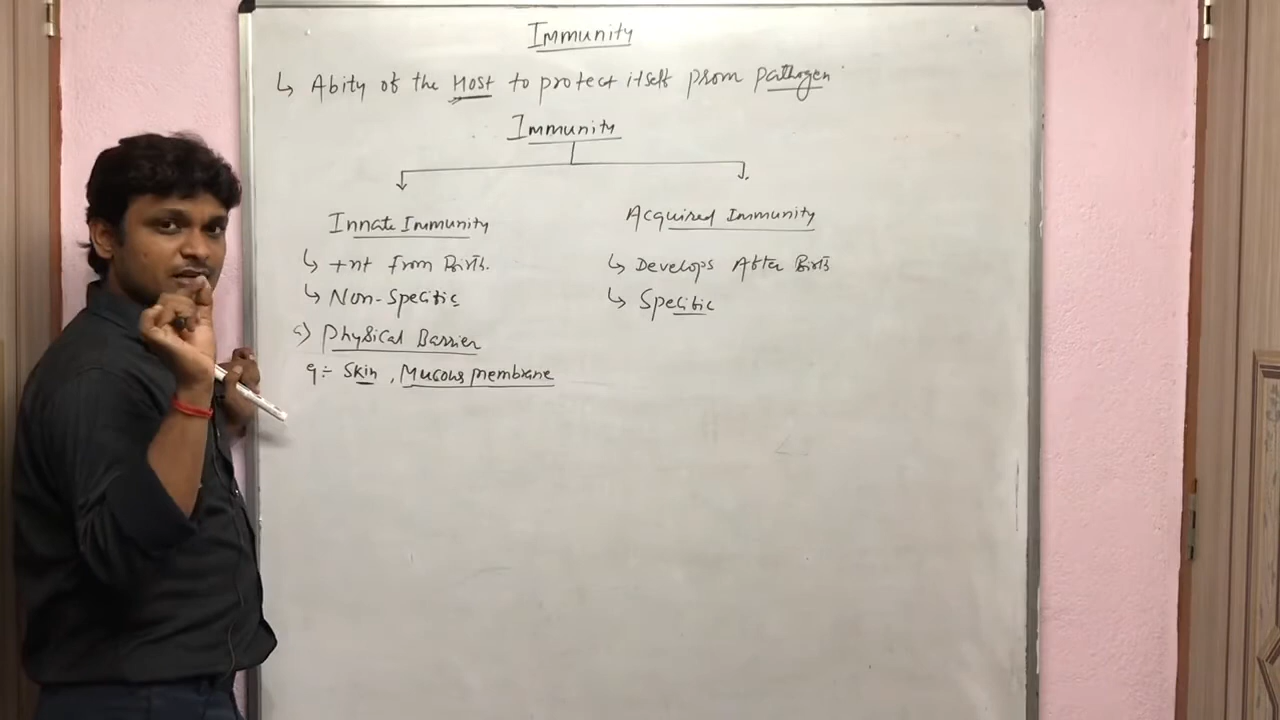 Immunity
↳ Abity of the Host to protect itself prom pathogen
Immunity
Innate Immunity
↳ +nt from Birth.
↳ Non-Specific
a) Physical Barrier
eg:- Skin, Mucous membrane
Acquired Immunity
↳ Develops After Birth
↳ Specific